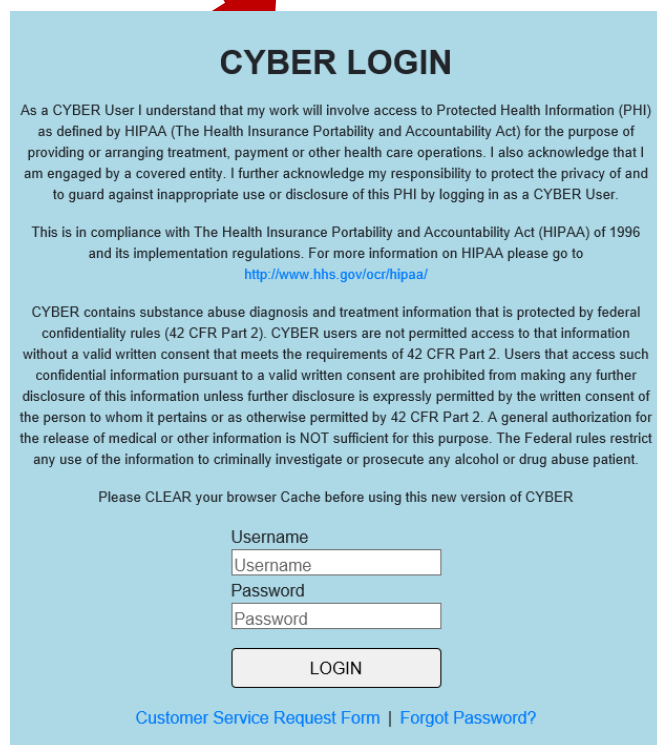 CYBER LOGIN
As a CYBER User I understand that my work will involve access to Protected Health Information (PHI)
as defined by HIPAA (The Health Insurance Portability and Accountability Act) for the purpose of
providing or arranging treatment, payment or other health care operations. I also acknowledge that I
am engaged by a covered entity. I further acknowledge my responsibility to protect the privacy of and
to guard against inappropriate use or disclosure of this PHI by logging in as a CYBER User.
This is in compliance with The Health Insurance Portability and Accountability Act (HIPAA) of 1996
and its implementation regulations. For more information on HIPAA please go to
http://www.hhs.gov/ocr/hipaa/
CYBER contains substance abuse diagnosis and treatment information that is protected by federal
confidentiality rules (42 CFR Part 2). CYBER users are not permitted access to that information
without a valid written consent that meets the requirements of 42 CFR Part 2. Users that access such
confidential information pursuant to a valid written consent are prohibited from making any further
disclosure of this information unless further disclosure is expressly permitted by the written consent of
the person to whom it pertains or as otherwise permitted by 42 CFR Part 2. A general authorization for
the release of medical or other information is NOT sufficient for this purpose. The Federal rules restrict
any use of the information to criminally investigate or prosecute any alcohol or drug abuse patient.
Please CLEAR your browser Cache before using this new version of CYBER
Username
Username
Password
Password
LOGIN
Customer Service Request Form | Forgot Password?